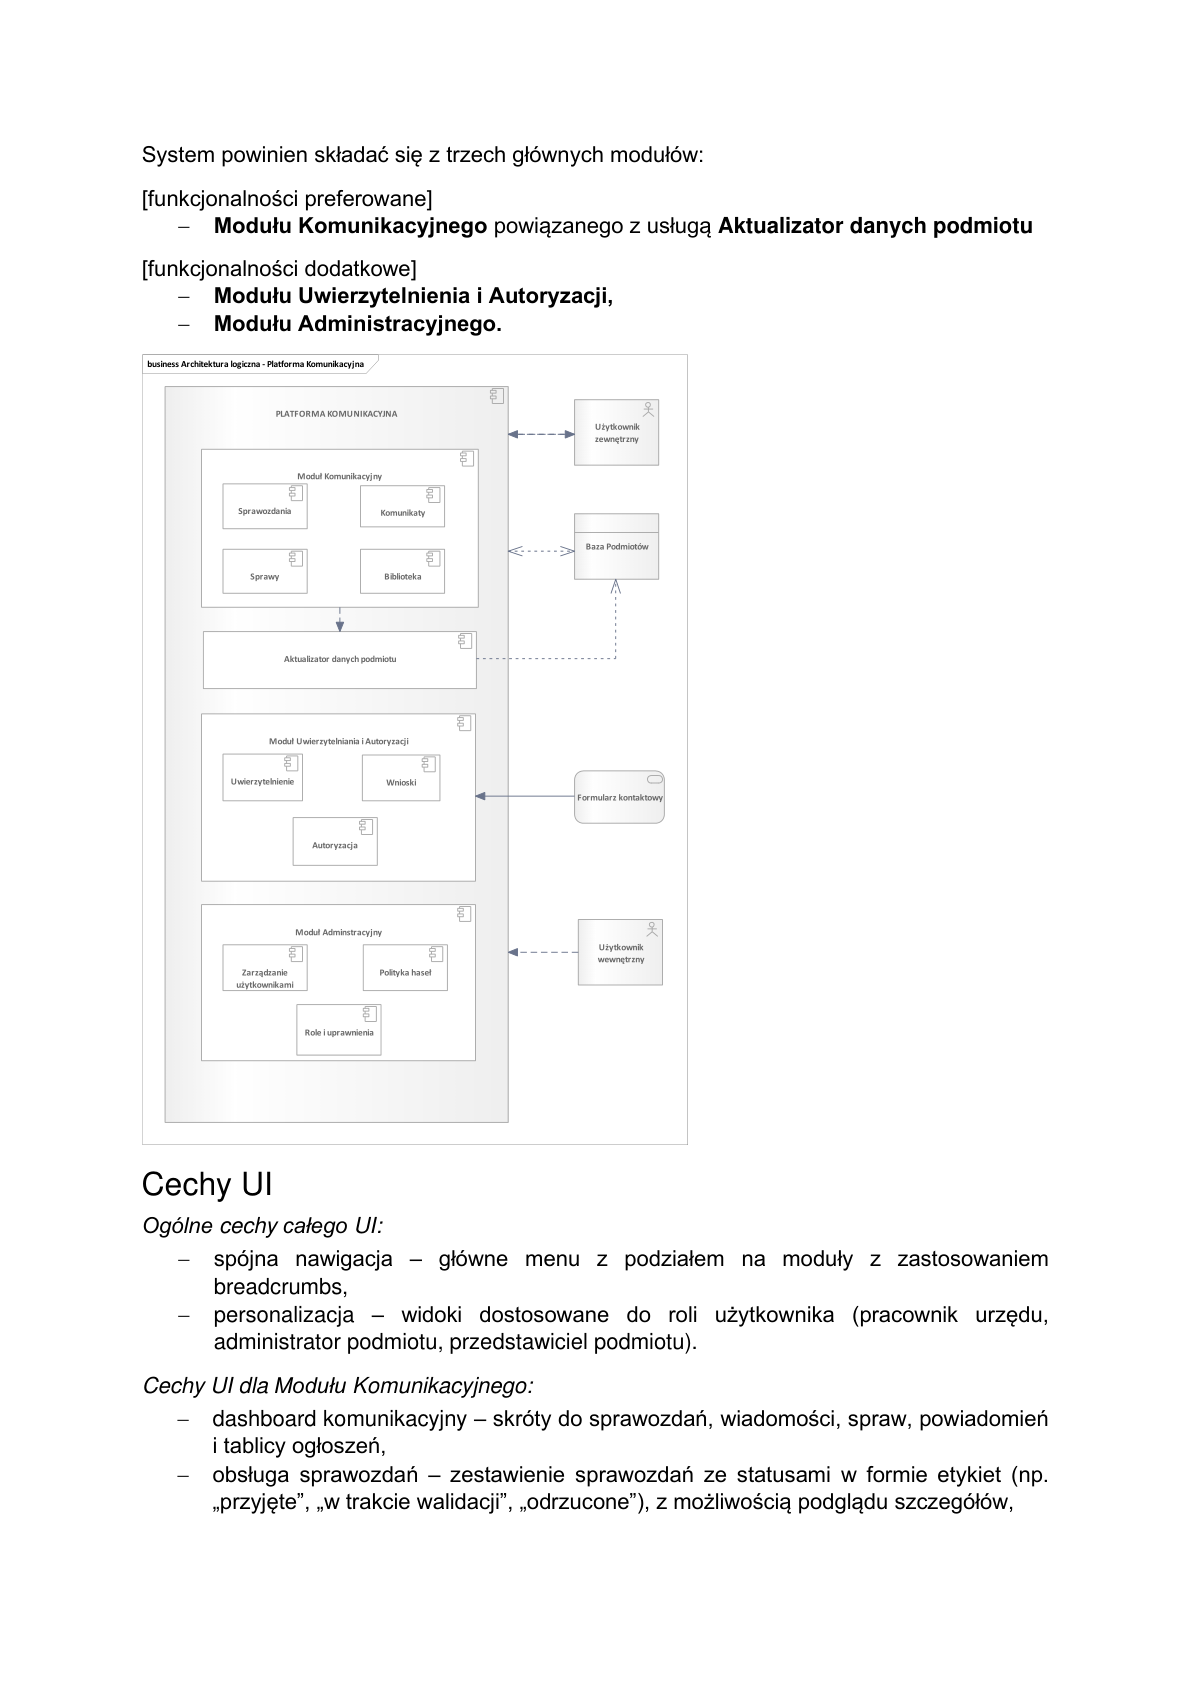 System powinien składać się z trzech głównych modułów:
[funkcjonalności preferowane]
– Modułu Komunikacyjnego powiązanego z usługą Aktualizator danych podmiotu
[funkcjonalności dodatkowe]
– Modułu Uwierzytelnienia i Autoryzacji,
– Modułu Administracyjnego.
business Architektura logiczna - Platforma Komunikacyjna
PLATFORMA KOMUNIKACYJNA
Użytkownik
zewnętrzny
Moduł Komunikacyjny
Sprawozdania
Komunikaty
Baza Podmiotów
Sprawy
Biblioteka
Aktualizator danych podmiotu
Moduł Uwierzytelniania i Autoryzacji
Uwierzytelnienie
Wnioski
Formularz kontaktowy
Autoryzacja
Moduł Adminstracyjny
Użytkownik
wewnętrzny
Zarządzanie
użytkownikami
Polityka haseł
Role i uprawnienia
Cechy UI
Ogólne cechy całego UI:
– spójna nawigacja – główne menu z podziałem na moduły z zastosowaniem
breadcrumbs,
– personalizacja – widoki dostosowane do roli użytkownika (pracownik urzędu,
administrator podmiotu, przedstawiciel podmiotu).
Cechy UI dla Modułu Komunikacyjnego:
– dashboard komunikacyjny – skróty do sprawozdań, wiadomości, spraw, powiadomień
i tablicy ogłoszeń,
– obsługa sprawozdań – zestawienie sprawozdań ze statusami w formie etykiet (np.
„przyjęte”, „w trakcie walidacji”, „odrzucone”), z możliwością podglądu szczegółów,